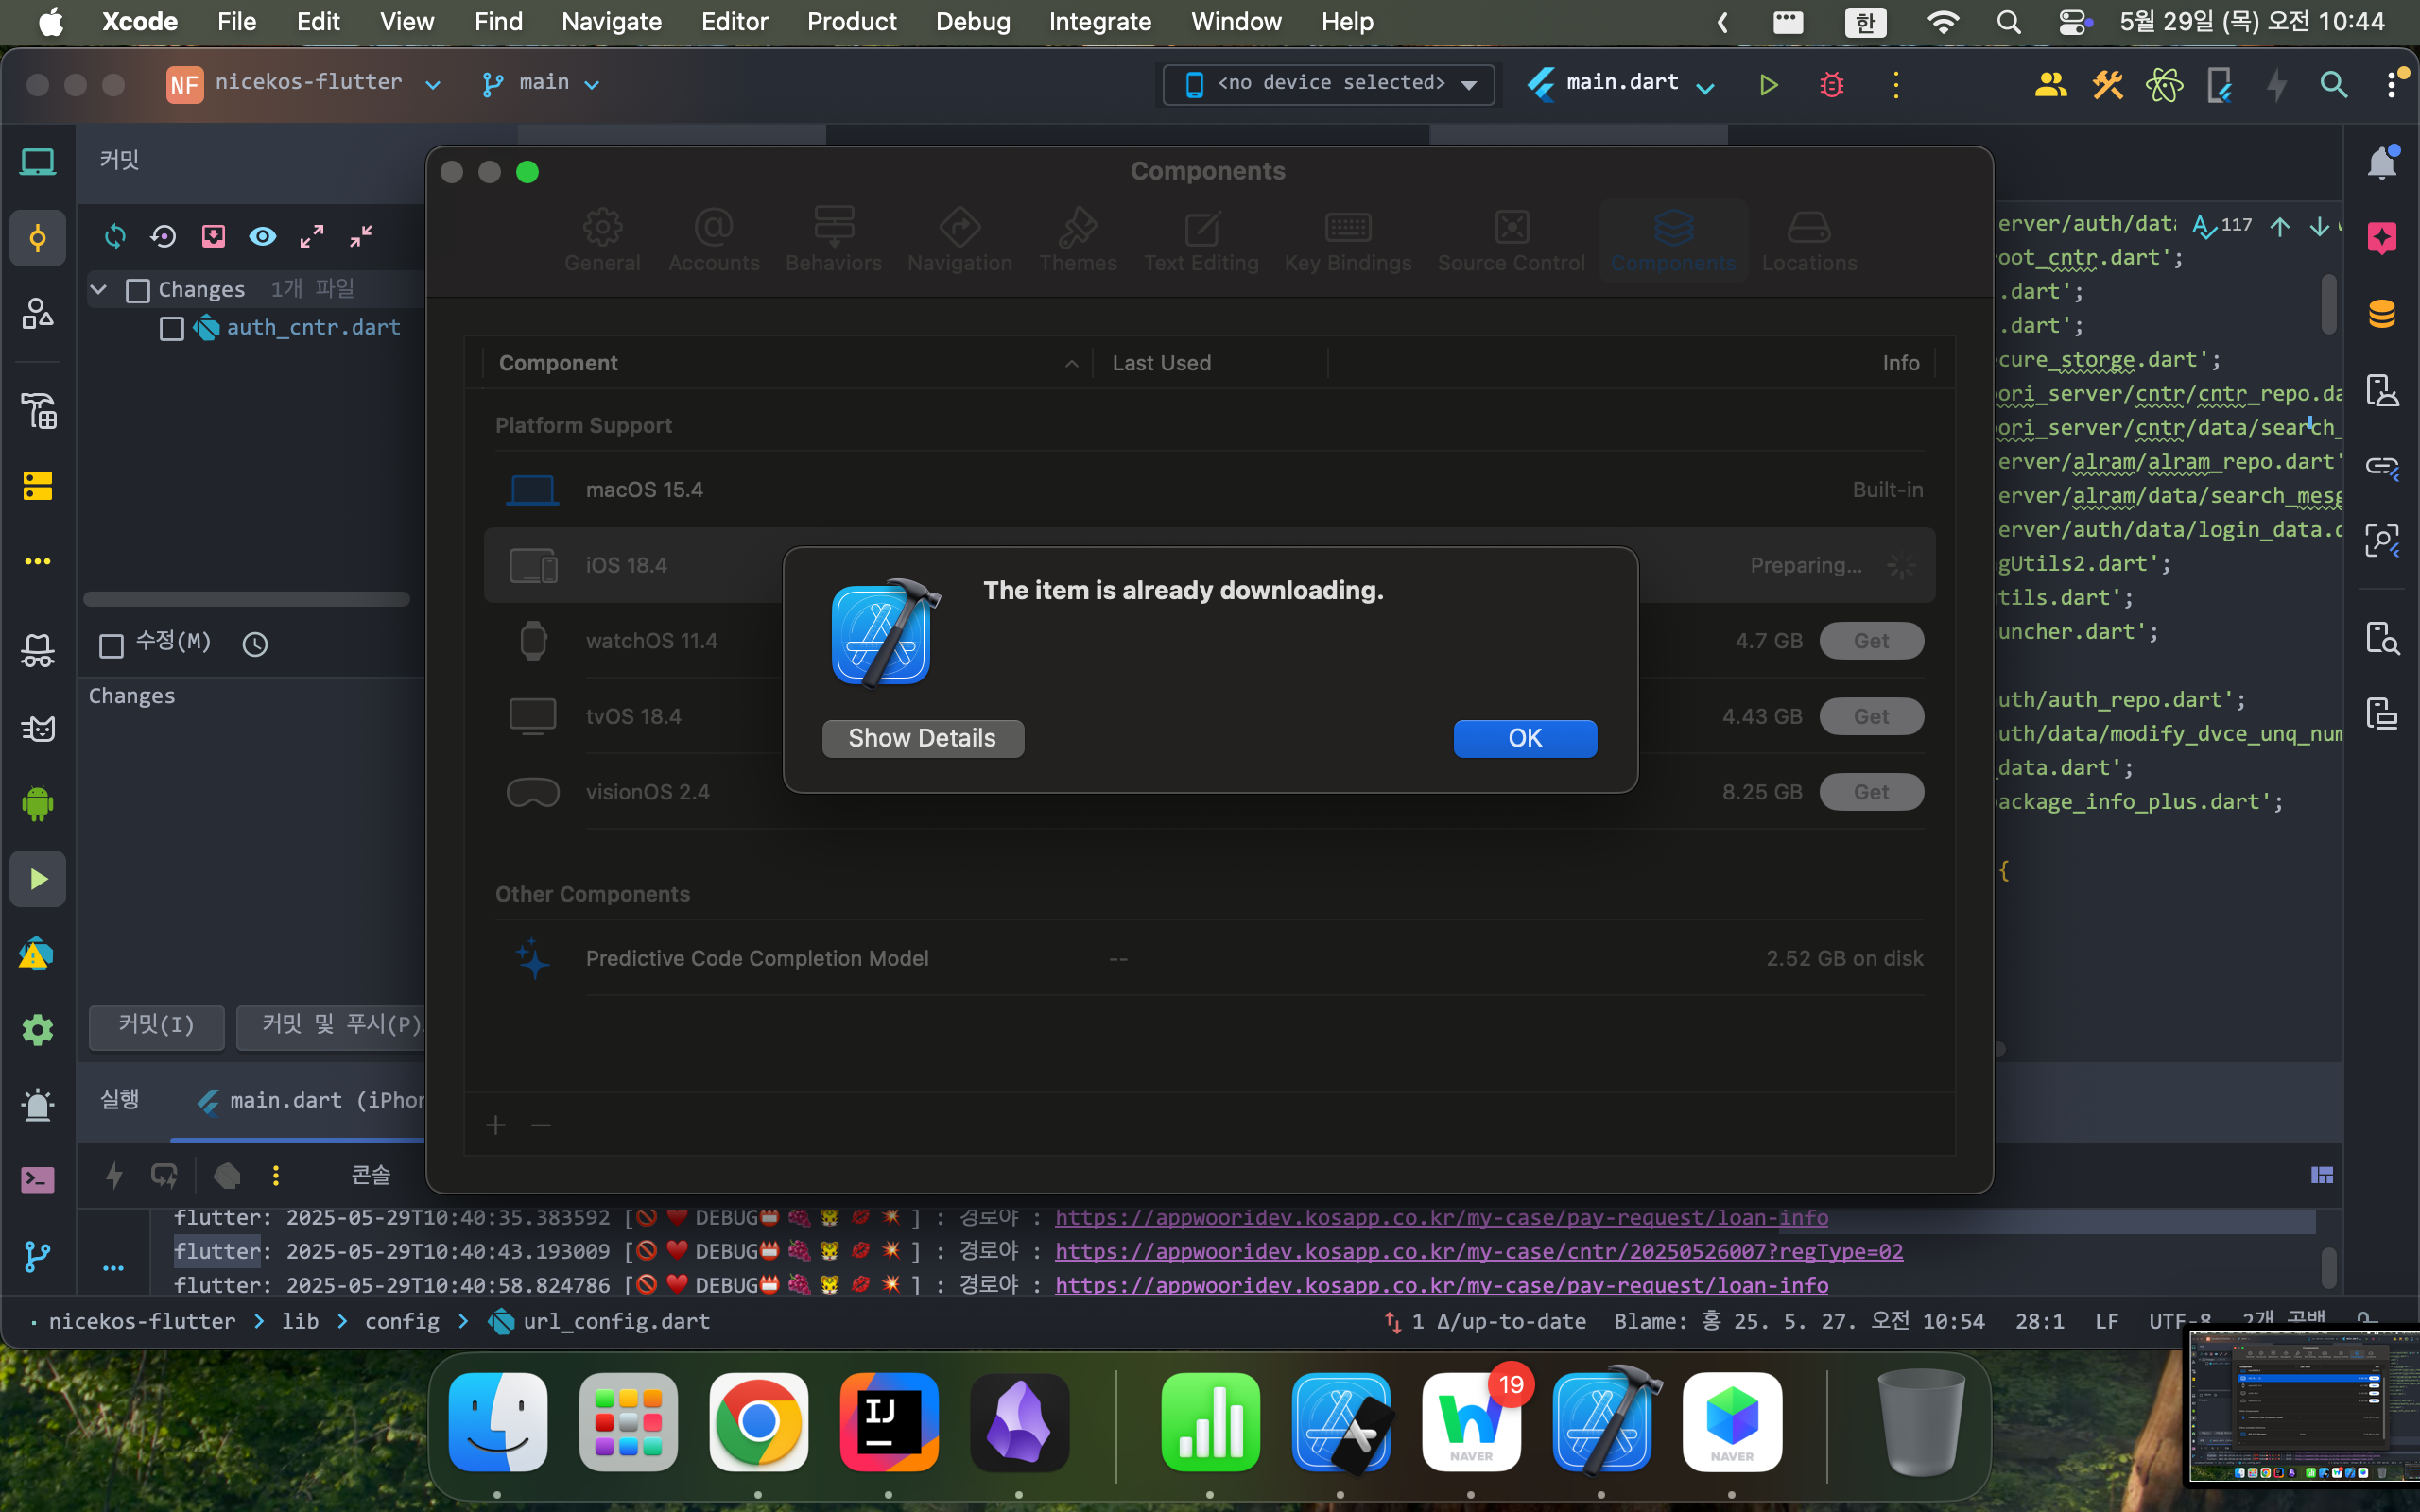 Xcode File Edit View Find Navigate Editor Product Debug Integrate Window Help 한 5월 29일 (목) 오전 10:44
NF nicekos-flutter main <no device selected> main.dart
커밋
Components
General Accounts Behaviors Navigation Themes Text Editing Key Bindings Source Control Components Locations
Changes 1개 파일
auth_cntr.dart
수정(M)
Changes
커밋(I) 커밋 및 푸시(P)
Component Last Used Info
Platform Support
macOS 15.4 Built-in
iOS 18.4 Preparing...
watchOS 11.4 4.7 GB Get
tvOS 18.4 4.43 GB Get
visionOS 2.4 8.25 GB Get
Other Components
Predictive Code Completion Model -- 2.52 GB on disk
The item is already downloading.
Show Details OK
erver/auth/dat 117
oot_cntr.dart';
.dart';
.dart';
cure_storge.dart';
ori_server/cntr/cntr_repo.da
ori_server/cntr/data/search_
erver/alram/alram_repo.dart'
erver/alram/data/search_mesg
erver/auth/data/login_data.d
gUtils2.dart';
tils.dart';
uncher.dart';
uth/auth_repo.dart';
uth/data/modify_dvce_unq_num
_data.dart';
ackage_info_plus.dart';
{
실행 main.dart (iPhon
콘솔
flutter: 2025-05-29T10:40:35.383592 [🚫 ♥️ DEBUG📛 🍇 🐯 💋 💥 ] : 경로야 : https://appwooridev.kosapp.co.kr/my-case/pay-request/loan-info
flutter: 2025-05-29T10:40:43.193009 [🚫 ♥️ DEBUG📛 🍇 🐯 💋 💥 ] : 경로야 : https://appwooridev.kosapp.co.kr/my-case/cntr/20250526007?regType=02
flutter: 2025-05-29T10:40:58.824786 [🚫 ♥️ DEBUG📛 🍇 🐯 💋 💥 ] : 경로야 : https://appwooridev.kosapp.co.kr/my-case/pay-request/loan-info
nicekos-flutter > lib > config > url_config.dart 1 Δ/up-to-date Blame: 홍 25. 5. 27. 오전 10:54 28:1 LF UTF-8 2개 공백
IJ
19
NAVER
NAVER